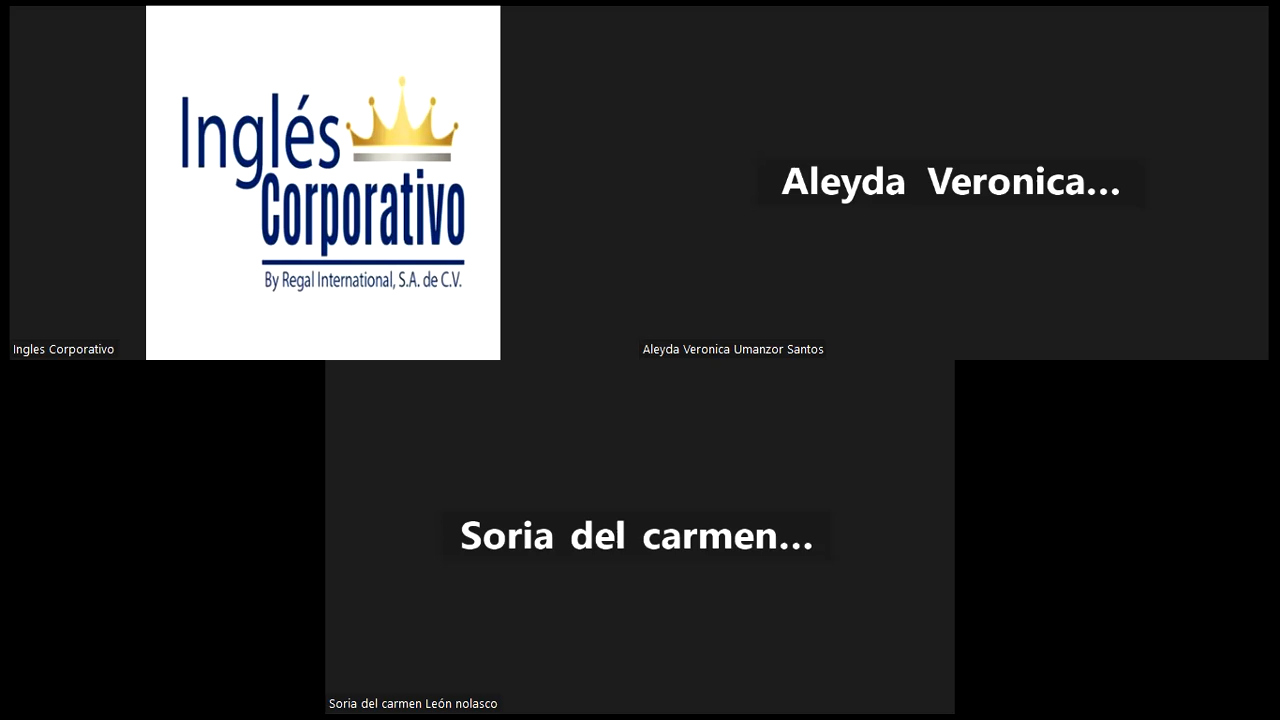 Inglés
Corporativo
By Regal International, S.A. de C.V.
Ingles Corporativo
Aleyda Veronica...
Aleyda Veronica Umanzor Santos
Soria del carmen...
Soria del carmen León nolasco